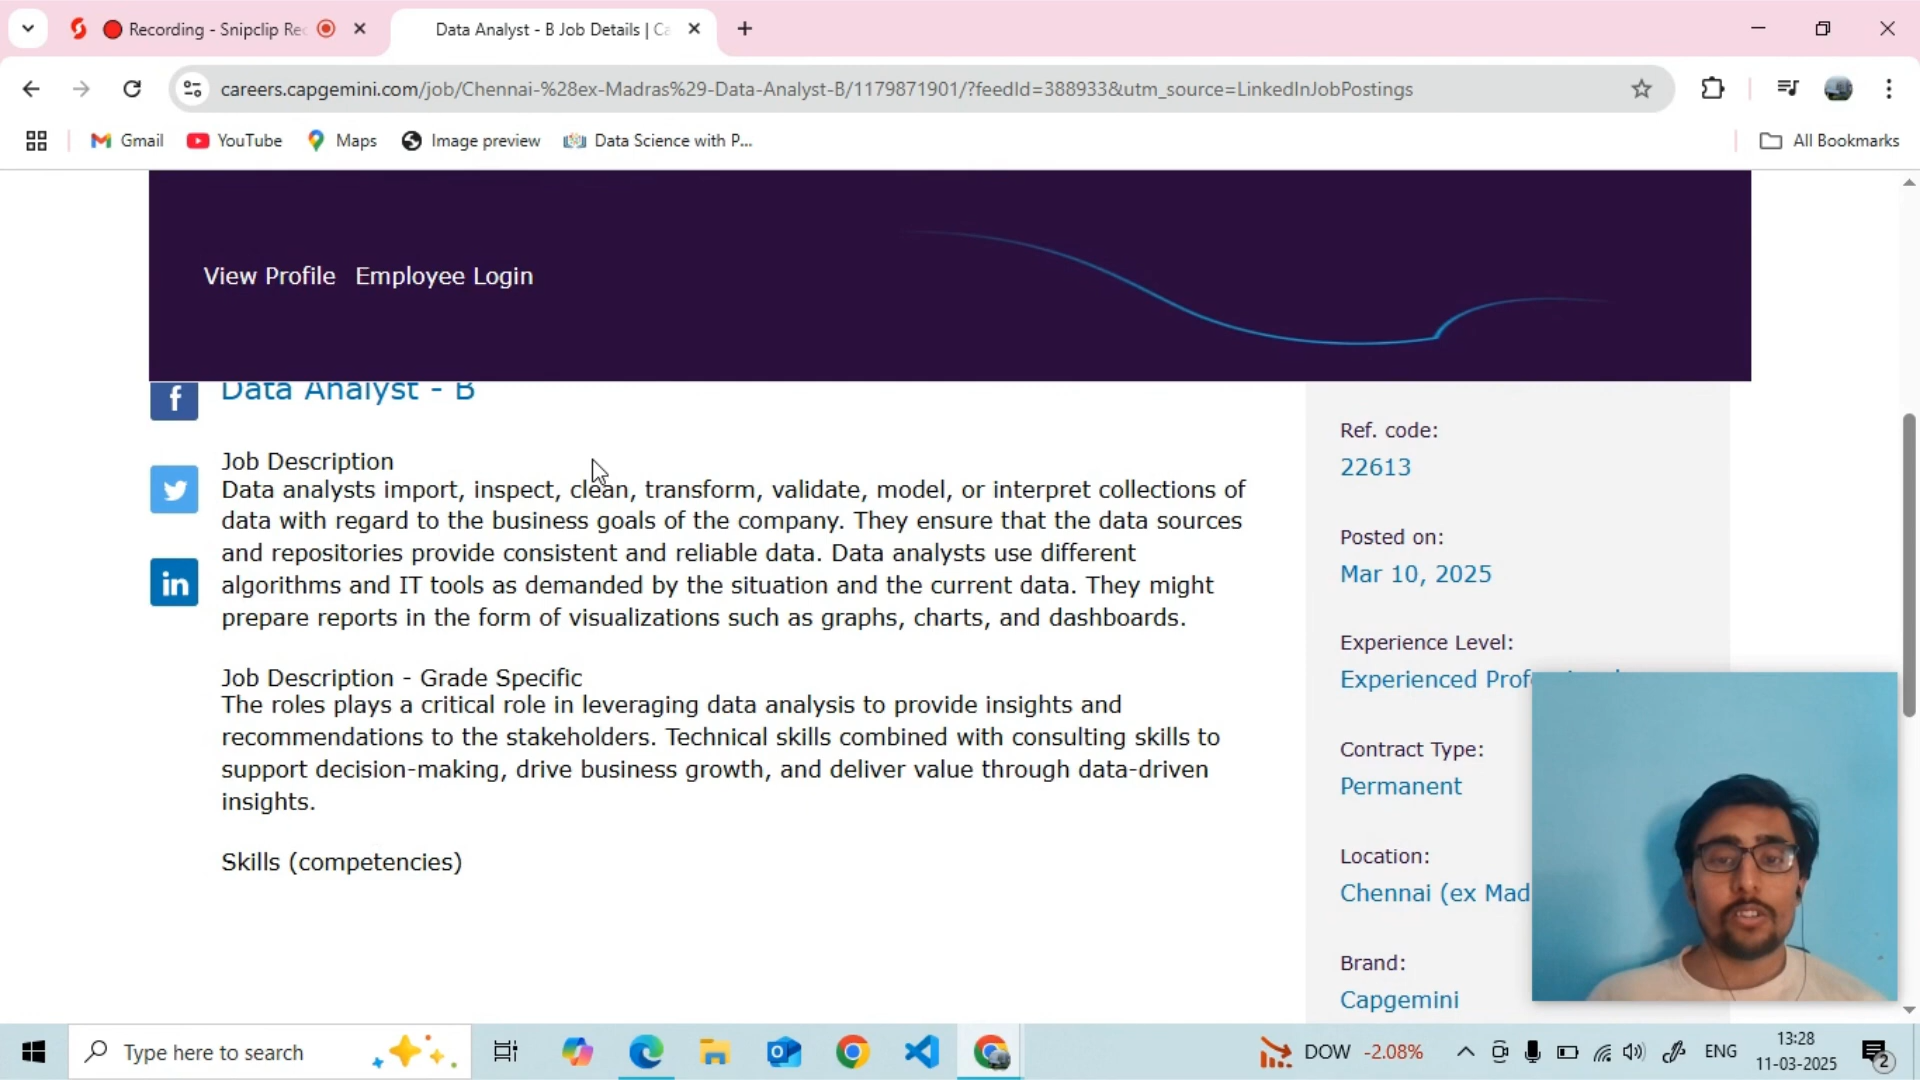 Recording - Snipclip Rec
Data Analyst - B Job Details | Ca
careers.capgemini.com/job/Chennai-%28ex-Madras%29-Data-Analyst-B/1179871901/?feedId=388933&utm_source=LinkedInJobPostings
Gmail
YouTube
Maps
Image preview
Data Science with P...
All Bookmarks
View Profile Employee Login
Data Analyst - B
Job Description
Data analysts import, inspect, clean, transform, validate, model, or interpret collections of
data with regard to the business goals of the company. They ensure that the data sources
and repositories provide consistent and reliable data. Data analysts use different
algorithms and IT tools as demanded by the situation and the current data. They might
prepare reports in the form of visualizations such as graphs, charts, and dashboards.
Job Description - Grade Specific
The roles plays a critical role in leveraging data analysis to provide insights and
recommendations to the stakeholders. Technical skills combined with consulting skills to
support decision-making, drive business growth, and deliver value through data-driven
insights.
Skills (competencies)
Ref. code:
22613
Posted on:
Mar 10, 2025
Experience Level:
Experienced Prof
Contract Type:
Permanent
Location:
Chennai (ex Mad
Brand:
Capgemini
Type here to search
DOW -2.08%
ENG
13:28
11-03-2025
2